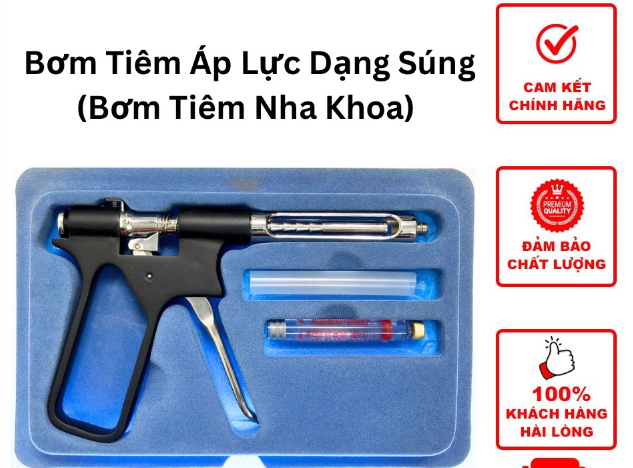 Bơm Tiêm Áp Lực Dạng Súng
(Bơm Tiêm Nha Khoa)
CAM KẾT
CHÍNH HÃNG
PREMIUM
QUALITY
ĐẢM BẢO
CHẤT LƯỢNG
100%
KHÁCH HÀNG
HÀI LÒNG